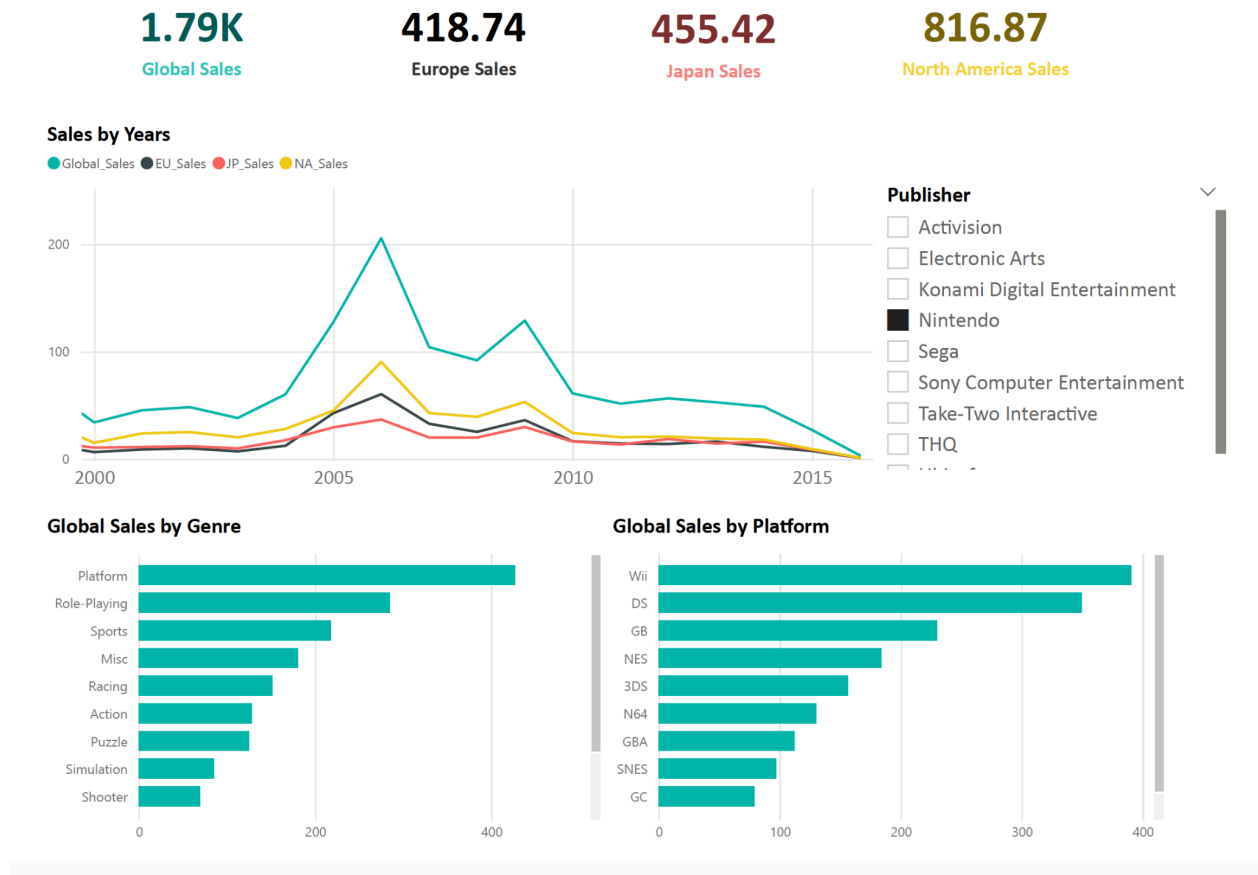 1.79K 418.74 455.42 816.87
Global Sales Europe Sales Japan Sales North America Sales
Sales by Years
Global_Sales EU_Sales JP_Sales NA_Sales
200
100
0
2000 2005 2010 2015
Publisher
Activision
Electronic Arts
Konami Digital Entertainment
Nintendo
Sega
Sony Computer Entertainment
Take-Two Interactive
THQ
Global Sales by Genre
Platform
Role-Playing
Sports
Misc
Racing
Action
Puzzle
Simulation
Shooter
0 200 400
Global Sales by Platform
Wii
DS
GB
NES
3DS
N64
GBA
SNES
GC
0 100 200 300 400